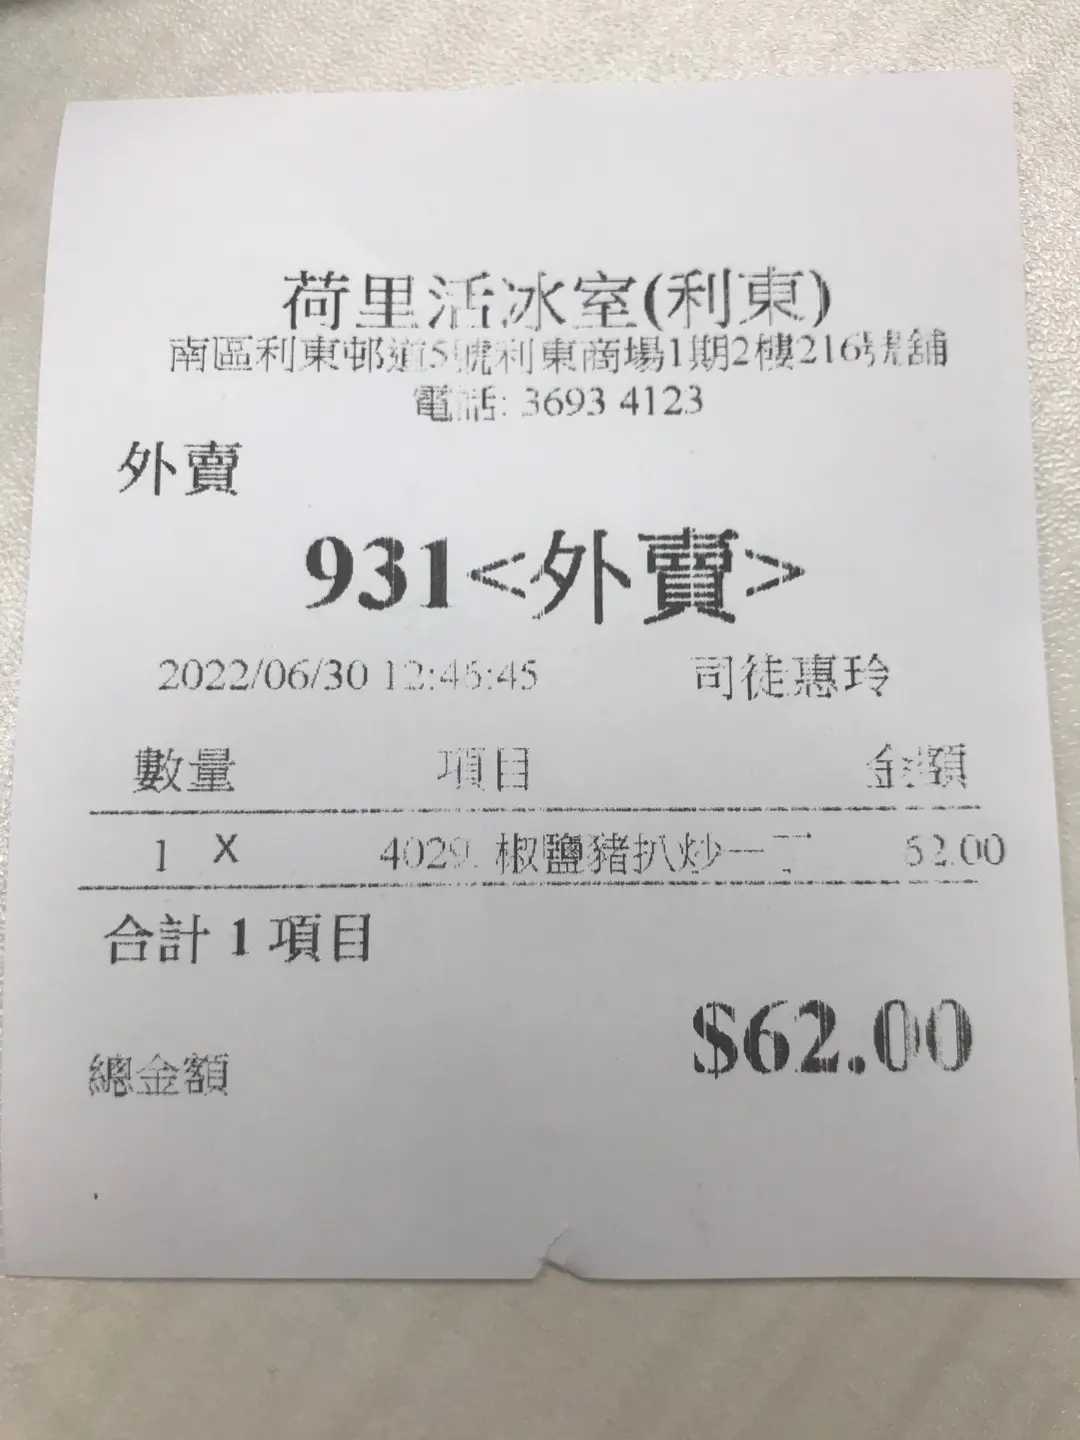 荷里活冰室(利東)
南區利東邨道5號利東商場1期2樓216號舖
電話: 3693 4123
外賣
931<外賣>
2022/06/30 12:46:45 司徒惠玲
數量 項目 金額
1 X 4029. 椒鹽豬扒炒一丁 62.00
合計 1 項目
$62.00
總金額